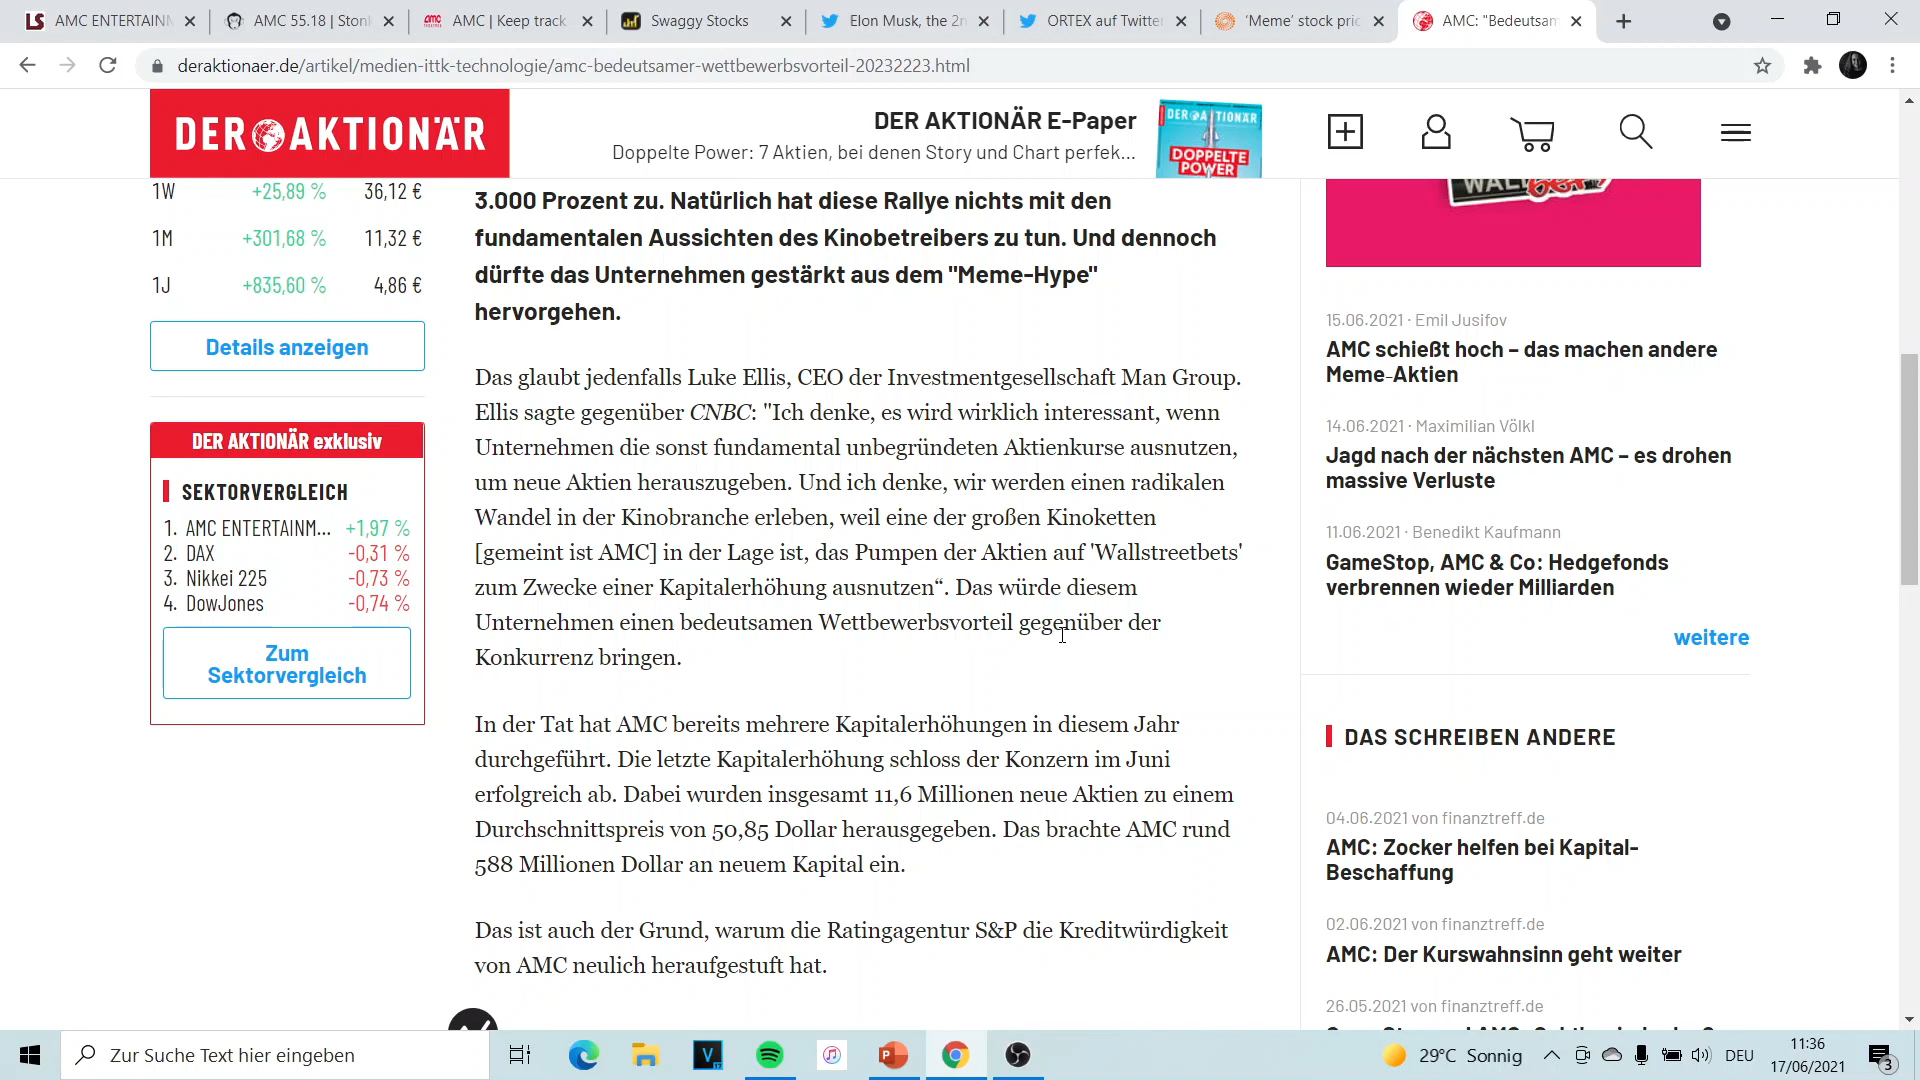 AMC ENTERTAINM
AMC 55.18 | Stonk
AMC | Keep track
Swaggy Stocks
Elon Musk, the 2n
ORTEX auf Twitter
'Meme' stock pric
AMC: "Bedeutsam
deraktionaer.de/artikel/medien-ittk-technologie/amc-bedeutsamer-wettbewerbsvorteil-20232223.html
DER AKTIONÄR
DER AKTIONÄR E-Paper
Doppelte Power: 7 Aktien, bei denen Story und Chart perfek...
DER AKTIONÄR
DOPPELTE
POWER
1W +25,89 % 36,12 €
1M +301,68 % 11,32 €
1J +835,60 % 4,86 €
Details anzeigen
DER AKTIONÄR exklusiv
SEKTORVERGLEICH
1. AMC ENTERTAINM... +1,97 %
2. DAX -0,31 %
3. Nikkei 225 -0,73 %
4. DowJones -0,74 %
Zum
Sektorvergleich
3.000 Prozent zu. Natürlich hat diese Rallye nichts mit den
fundamentalen Aussichten des Kinobetreibers zu tun. Und dennoch
dürfte das Unternehmen gestärkt aus dem "Meme-Hype"
hervorgehen.
Das glaubt jedenfalls Luke Ellis, CEO der Investmentgesellschaft Man Group.
Ellis sagte gegenüber CNBC: "Ich denke, es wird wirklich interessant, wenn
Unternehmen die sonst fundamental unbegründeten Aktienkurse ausnutzen,
um neue Aktien herauszugeben. Und ich denke, wir werden einen radikalen
Wandel in der Kinobranche erleben, weil eine der großen Kinoketten
[gemeint ist AMC] in der Lage ist, das Pumpen der Aktien auf 'Wallstreetbets'
zum Zwecke einer Kapitalerhöhung ausnutzen“. Das würde diesem
Unternehmen einen bedeutsamen Wettbewerbsvorteil gegenüber der
Konkurrenz bringen.
In der Tat hat AMC bereits mehrere Kapitalerhöhungen in diesem Jahr
durchgeführt. Die letzte Kapitalerhöhung schloss der Konzern im Juni
erfolgreich ab. Dabei wurden insgesamt 11,6 Millionen neue Aktien zu einem
Durchschnittspreis von 50,85 Dollar herausgegeben. Das brachte AMC rund
588 Millionen Dollar an neuem Kapital ein.
Das ist auch der Grund, warum die Ratingagentur S&P die Kreditwürdigkeit
von AMC neulich heraufgestuft hat.
15.06.2021 · Emil Jusifov
AMC schießt hoch – das machen andere
Meme-Aktien
14.06.2021 · Maximilian Völkl
Jagd nach der nächsten AMC – es drohen
massive Verluste
11.06.2021 · Benedikt Kaufmann
GameStop, AMC & Co: Hedgefonds
verbrennen wieder Milliarden
weitere
DAS SCHREIBEN ANDERE
04.06.2021 von finanztreff.de
AMC: Zocker helfen bei Kapital-
Beschaffung
02.06.2021 von finanztreff.de
AMC: Der Kurswahnsinn geht weiter
26.05.2021 von finanztreff.de
Zur Suche Text hier eingeben
29°C Sonnig
DEU
11:36
17/06/2021
3